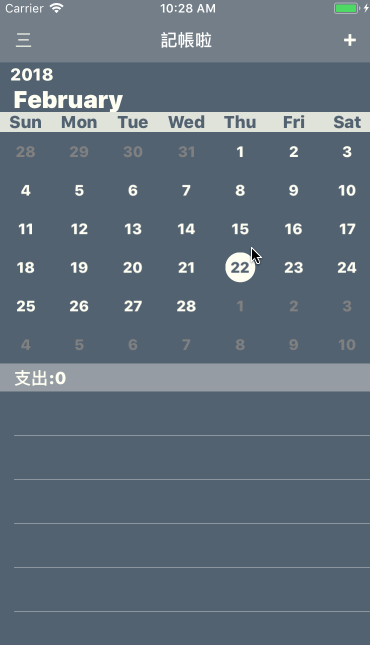 Carrier 10:28 AM
三 記帳啦 +
2018
February
Sun Mon Tue Wed Thu Fri Sat
28 29 30 31 1 2 3
4 5 6 7 8 9 10
11 12 13 14 15 16 17
18 19 20 21 22 23 24
25 26 27 28 1 2 3
4 5 6 7 8 9 10
支出:0